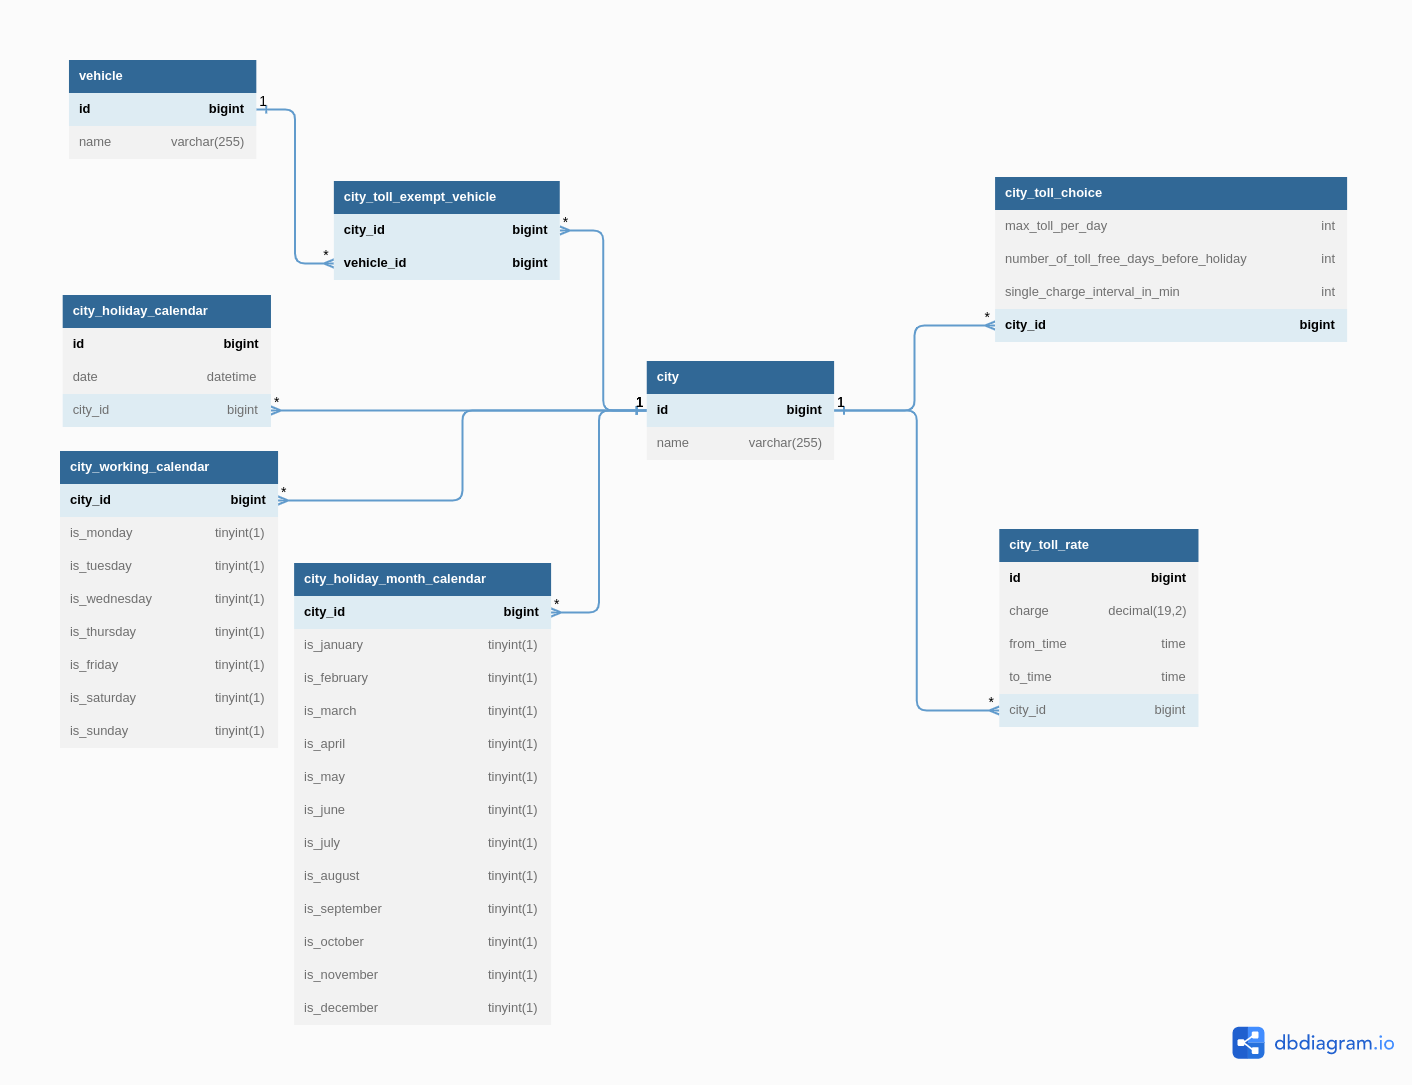 vehicle
id bigint
name varchar(255)
1
*
city_toll_exempt_vehicle
city_id bigint
vehicle_id bigint
*
city_holiday_calendar
id bigint
date datetime
city_id bigint
*
city_working_calendar
city_id bigint
is_monday tinyint(1)
is_tuesday tinyint(1)
is_wednesday tinyint(1)
is_thursday tinyint(1)
is_friday tinyint(1)
is_saturday tinyint(1)
is_sunday tinyint(1)
*
city_holiday_month_calendar
city_id bigint
is_january tinyint(1)
is_february tinyint(1)
is_march tinyint(1)
is_april tinyint(1)
is_may tinyint(1)
is_june tinyint(1)
is_july tinyint(1)
is_august tinyint(1)
is_september tinyint(1)
is_october tinyint(1)
is_november tinyint(1)
is_december tinyint(1)
*
1
city
id bigint
name varchar(255)
1
city_toll_choice
max_toll_per_day int
number_of_toll_free_days_before_holiday int
single_charge_interval_in_min int
city_id bigint
*
city_toll_rate
id bigint
charge decimal(19,2)
from_time time
to_time time
city_id bigint
*
dbdiagram.io